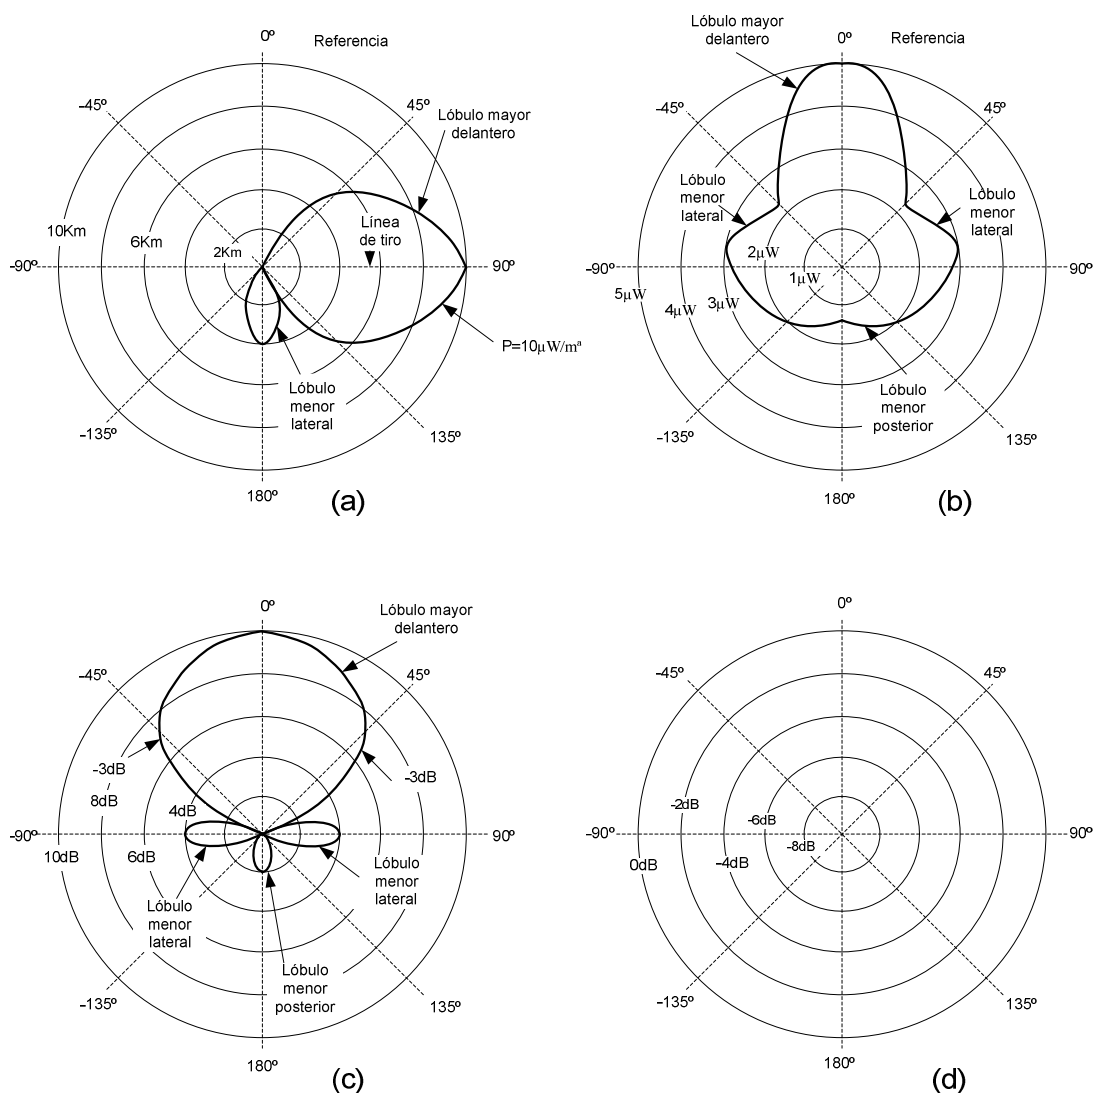 0º
Referencia
-45º
45º
Lóbulo mayor
delantero
Línea
de tiro
10Km
6Km
2Km
-90º
90º
P=10μW/mª
Lóbulo
menor
lateral
-135º
135º
180º
(a)
Lóbulo mayor
delantero
0º
Referencia
-45º
45º
Lóbulo
menor
lateral
Lóbulo
menor
lateral
2μW
1μW
-90º
90º
5μW
4μW
3μW
Lóbulo
menor
posterior
-135º
135º
180º
(b)
0º
Lóbulo mayor
delantero
-45º
45º
-3dB
-3dB
8dB
4dB
-90º
90º
10dB
6dB
Lóbulo
menor
lateral
Lóbulo
menor
lateral
Lóbulo
menor
posterior
-135º
135º
180º
(c)
0º
-45º
45º
-2dB
-6dB
-90º
90º
-8dB
0dB
-4dB
-135º
135º
180º
(d)